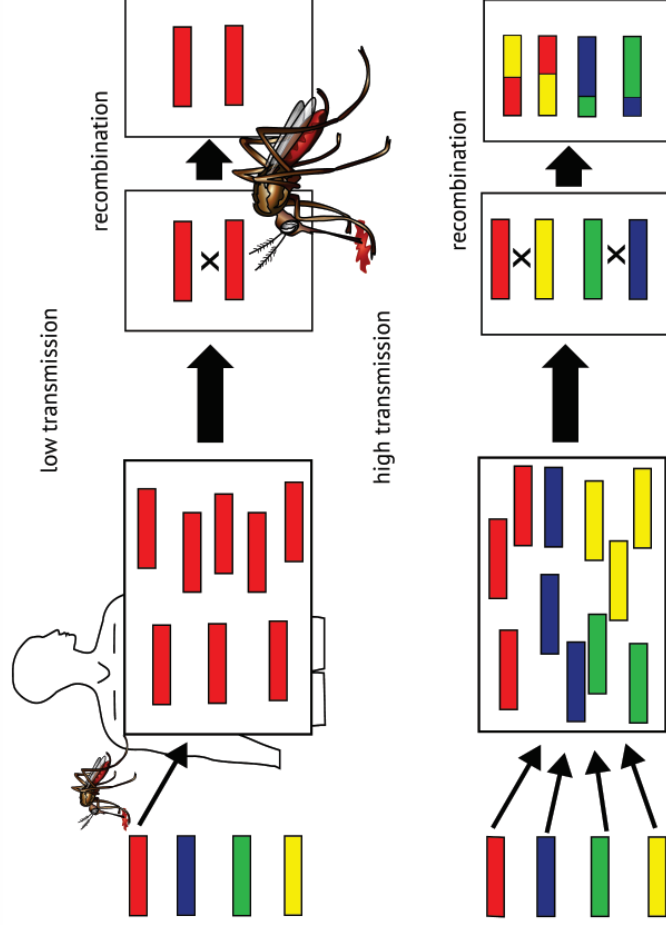 low transmission
recombination
x
high transmission
recombination
x
x